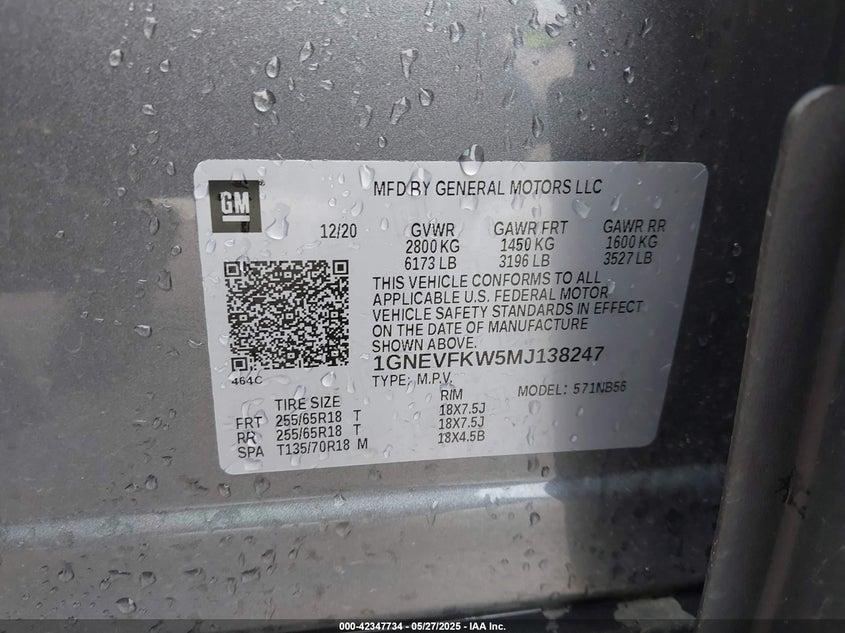 GM
MFD BY GENERAL MOTORS LLC
12/20 GVWR GAWR FRT GAWR RR
2800 KG 1450 KG 1600 KG
6173 LB 3196 LB 3527 LB
THIS VEHICLE CONFORMS TO ALL
APPLICABLE U.S. FEDERAL MOTOR
VEHICLE SAFETY STANDARDS IN EFFECT
ON THE DATE OF MANUFACTURE
SHOWN ABOVE.
1GNEVFKW5MJ138247
464C
TYPE: M.P.V. MODEL: 571NB56
TIRE SIZE RIM
FRT 255/65R18 T 18X7.5J
RR 255/65R18 T 18X7.5J
SPA T135/70R18 M 18X4.5B
000-42347734 — 05/27/2025 — IAA Inc.